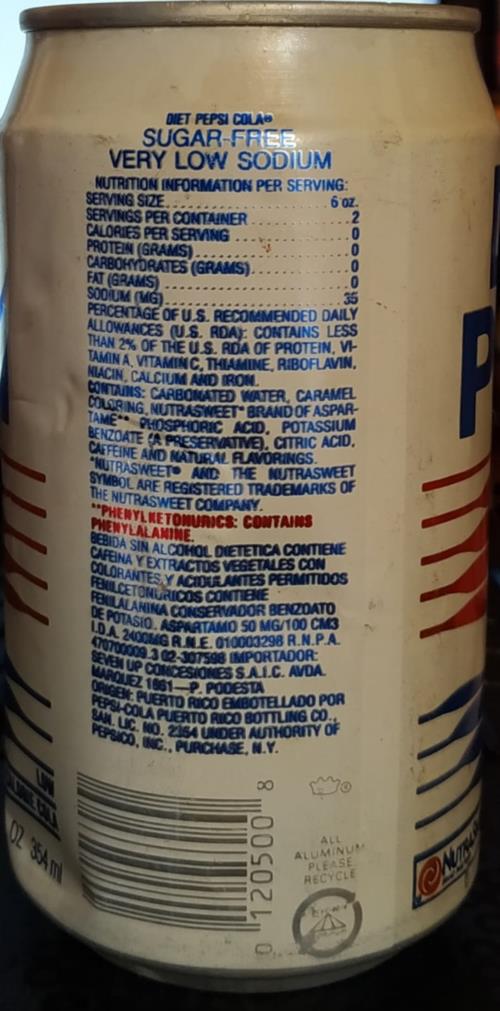 DIET PEPSI COLA®
SUGAR-FREE
VERY LOW SODIUM
NUTRITION INFORMATION PER SERVING:
SERVING SIZE 6 oz.
SERVINGS PER CONTAINER 2
CALORIES PER SERVING 0
PROTEIN (GRAMS) 0
CARBOHYDRATES (GRAMS) 0
FAT (GRAMS) 0
SODIUM (MG) 35
PERCENTAGE OF U.S. RECOMMENDED DAILY
ALLOWANCES (U.S. RDA): CONTAINS LESS
THAN 2% OF THE U.S. RDA OF PROTEIN, VI-
TAMIN A, VITAMIN C, THIAMINE, RIBOFLAVIN,
NIACIN, CALCIUM AND IRON.
CONTAINS: CARBONATED WATER, CARAMEL
COLORING, NUTRASWEET* BRAND OF ASPAR-
TAME** PHOSPHORIC ACID, POTASSIUM
BENZOATE (A PRESERVATIVE), CITRIC ACID,
CAFFEINE AND NATURAL FLAVORINGS.
*NUTRASWEET® AND THE NUTRASWEET
SYMBOL ARE REGISTERED TRADEMARKS OF
THE NUTRASWEET COMPANY.
**PHENYLKETONURICS: CONTAINS
PHENYLALANINE.
BEBIDA SIN ALCOHOL DIETETICA CONTIENE
CAFEINA Y EXTRACTOS VEGETALES CON
COLORANTES Y ACIDULANTES PERMITIDOS
FENILCETONURICOS CONTIENE
FENILALANINA CONSERVADOR BENZOATO
DE POTASIO. ASPARTAMO 50 MG/100 CM3
I.D.A. 2400MG R.N.E. 010003298 R.N.P.A.
470700009 3 02-307598 IMPORTADOR:
SEVEN UP CONCESIONES S.A.I.C. AVDA.
MARQUEZ 1861—P. PODESTA
ORIGEN: PUERTO RICO EMBOTELLADO POR
PEPSI-COLA PUERTO RICO BOTTLING CO.,
SAN. LIC. NO. 2354 UNDER AUTHORITY OF
PEPSICO, INC., PURCHASE, N.Y.
0 120500 8
ALL
ALUMINUM
PLEASE
RECYCLE
LOW
CALORIE COLA
OZ 354 ml
P
NUTRAS